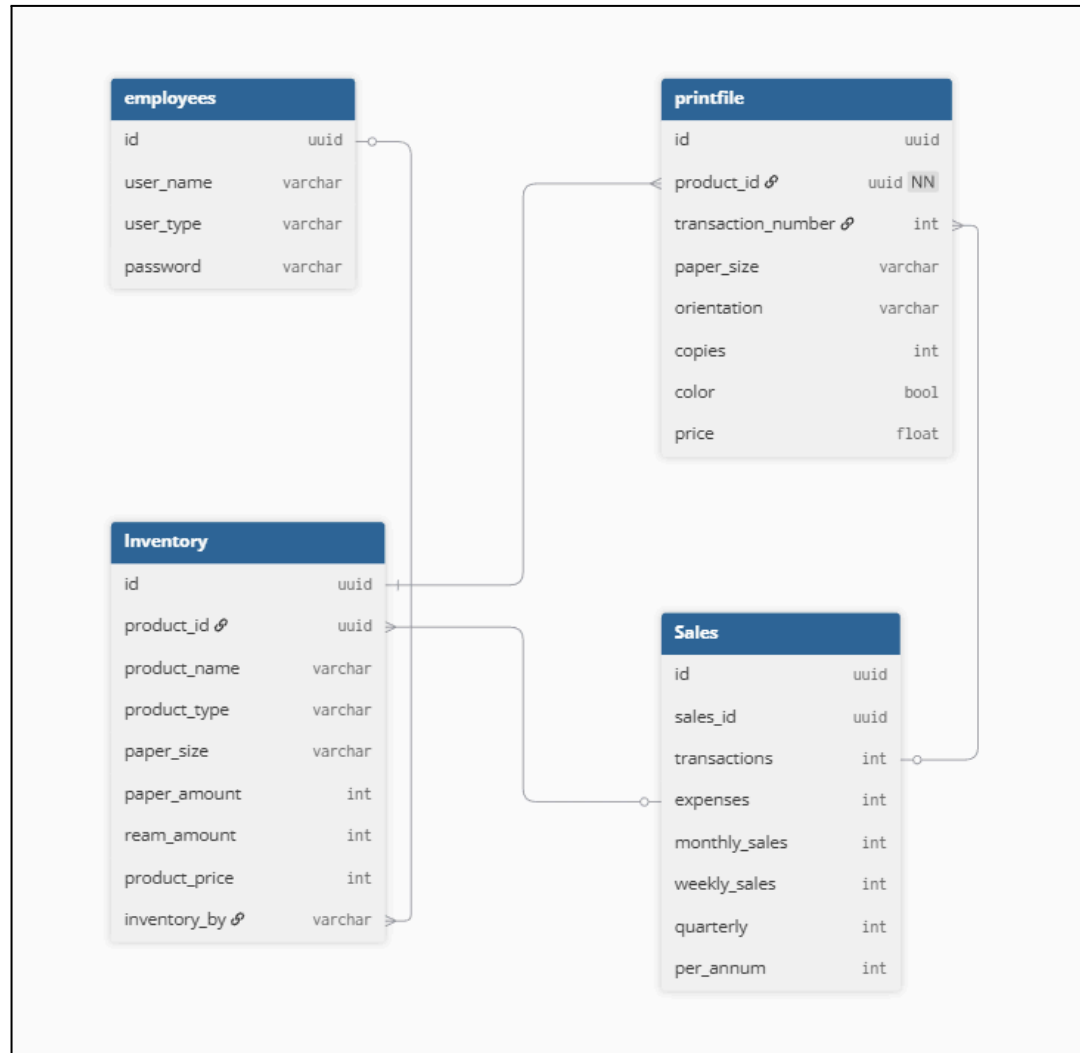 employees
id uuid
user_name varchar
user_type varchar
password varchar
printfile
id uuid
product_id uuid NN
transaction_number int
paper_size varchar
orientation varchar
copies int
color bool
price float
Inventory
id uuid
product_id uuid
product_name varchar
product_type varchar
paper_size varchar
paper_amount int
ream_amount int
product_price int
inventory_by varchar
Sales
id uuid
sales_id uuid
transactions int
expenses int
monthly_sales int
weekly_sales int
quarterly int
per_annum int